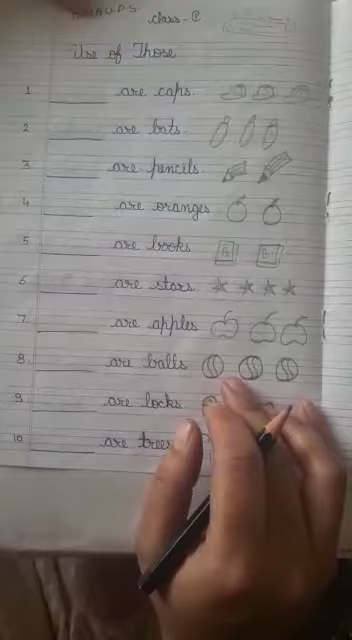 class-
Use of Those
1 ______ are caps.
2 ______ are bats.
3 ______ are pencils
4 ______ are oranges
5 ______ are books
6 ______ are stars.
7 ______ are apples
8. ______ are balls
9. ______ are locks.
10. ______ are trees